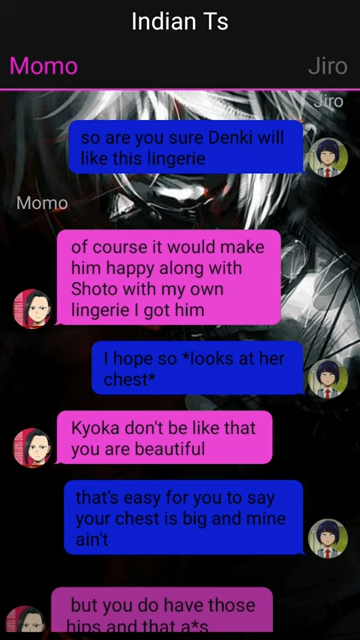 Indian Ts
Momo
Jiro
Jiro
so are you sure Denki will
like this lingerie
Momo
of course it would make
him happy along with
Shoto with my own
lingerie I got him
I hope so *looks at her
chest*
Kyoka don't be like that
you are beautiful
that's easy for you to say
your chest is big and mine
ain't
but you do have those
hips and that a*s